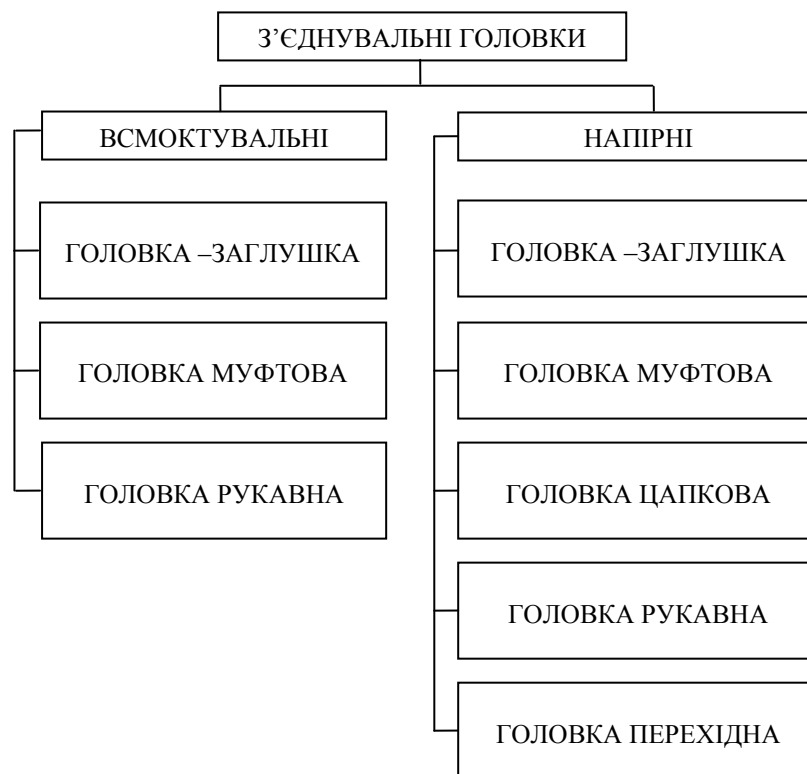 З’ЄДНУВАЛЬНІ ГОЛОВКИ
ВСМОКТУВАЛЬНІ
ГОЛОВКА –ЗАГЛУШКА
ГОЛОВКА МУФТОВА
ГОЛОВКА РУКАВНА
НАПІРНІ
ГОЛОВКА –ЗАГЛУШКА
ГОЛОВКА МУФТОВА
ГОЛОВКА ЦАПКОВА
ГОЛОВКА РУКАВНА
ГОЛОВКА ПЕРЕХІДНА